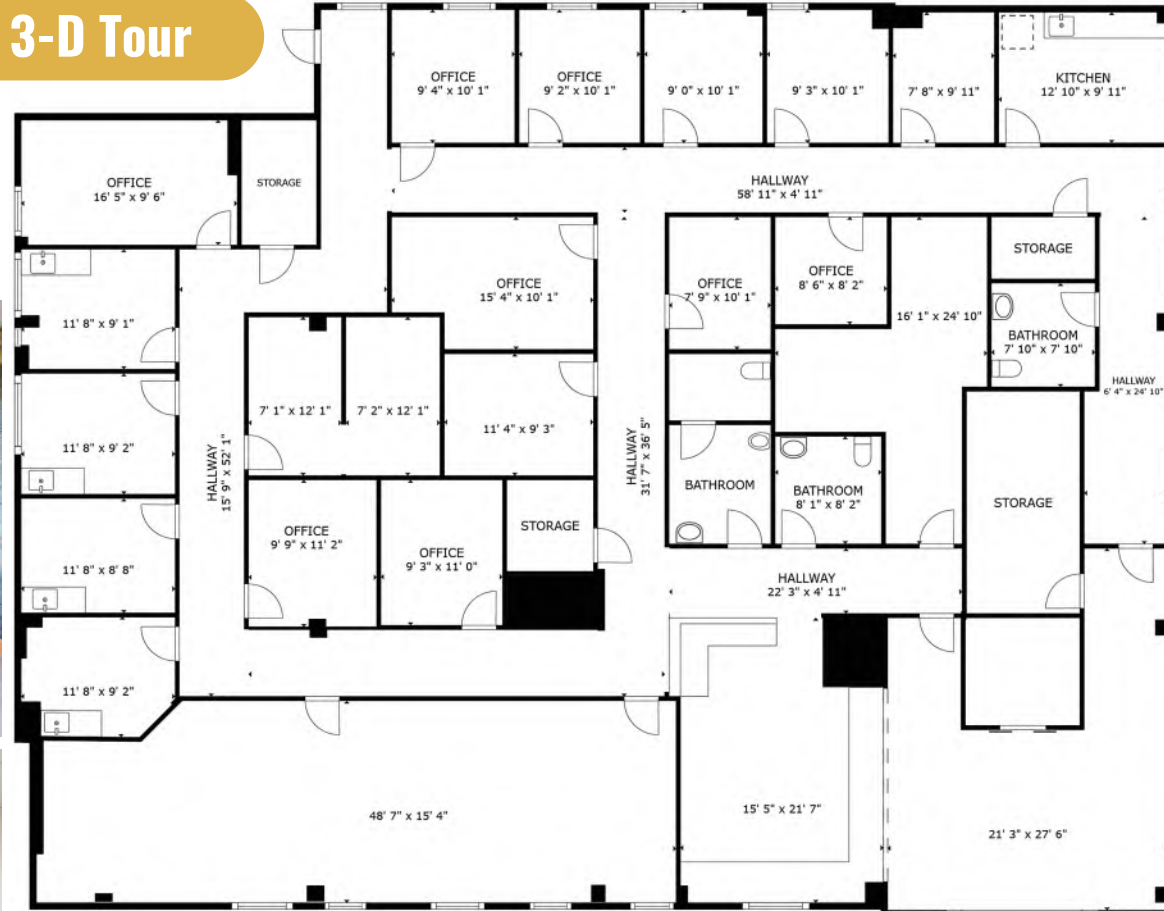 3-D Tour
OFFICE
9' 4" x 10' 1"
OFFICE
9' 2" x 10' 1"
9' 0" x 10' 1"
9' 3" x 10' 1"
7' 8" x 9' 11"
KITCHEN
12' 10" x 9' 11"
OFFICE
16' 5" x 9' 6"
STORAGE
HALLWAY
58' 11" x 4' 11"
OFFICE
15' 4" x 10' 1"
OFFICE
7' 9" x 10' 1"
OFFICE
8' 6" x 8' 2"
16' 1" x 24' 10"
STORAGE
BATHROOM
7' 10" x 7' 10"
HALLWAY
6' 4" x 24' 10"
11' 8" x 9' 1"
7' 1" x 12' 1"
7' 2" x 12' 1"
11' 4" x 9' 3"
11' 8" x 9' 2"
HALLWAY
15' 9" x 52' 1"
HALLWAY
31' 7" x 36' 5"
BATHROOM
BATHROOM
8' 1" x 8' 2"
STORAGE
OFFICE
9' 9" x 11' 2"
OFFICE
9' 3" x 11' 0"
STORAGE
11' 8" x 8' 8"
HALLWAY
22' 3" x 4' 11"
11' 8" x 9' 2"
48' 7" x 15' 4"
15' 5" x 21' 7"
21' 3" x 27' 6"